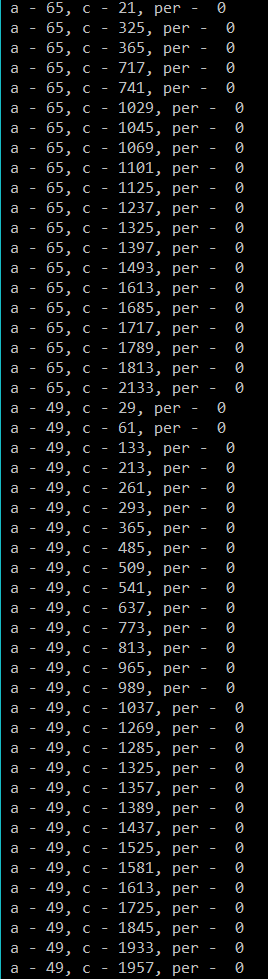 a - 65, c - 21, per -  0
a - 65, c - 325, per -  0
a - 65, c - 365, per -  0
a - 65, c - 717, per -  0
a - 65, c - 741, per -  0
a - 65, c - 1029, per -  0
a - 65, c - 1045, per -  0
a - 65, c - 1069, per -  0
a - 65, c - 1101, per -  0
a - 65, c - 1125, per -  0
a - 65, c - 1237, per -  0
a - 65, c - 1325, per -  0
a - 65, c - 1397, per -  0
a - 65, c - 1493, per -  0
a - 65, c - 1613, per -  0
a - 65, c - 1685, per -  0
a - 65, c - 1717, per -  0
a - 65, c - 1789, per -  0
a - 65, c - 1813, per -  0
a - 65, c - 2133, per -  0
a - 49, c - 29, per -  0
a - 49, c - 61, per -  0
a - 49, c - 133, per -  0
a - 49, c - 213, per -  0
a - 49, c - 261, per -  0
a - 49, c - 293, per -  0
a - 49, c - 365, per -  0
a - 49, c - 485, per -  0
a - 49, c - 509, per -  0
a - 49, c - 541, per -  0
a - 49, c - 637, per -  0
a - 49, c - 773, per -  0
a - 49, c - 813, per -  0
a - 49, c - 965, per -  0
a - 49, c - 989, per -  0
a - 49, c - 1037, per -  0
a - 49, c - 1269, per -  0
a - 49, c - 1285, per -  0
a - 49, c - 1325, per -  0
a - 49, c - 1357, per -  0
a - 49, c - 1389, per -  0
a - 49, c - 1437, per -  0
a - 49, c - 1525, per -  0
a - 49, c - 1581, per -  0
a - 49, c - 1613, per -  0
a - 49, c - 1725, per -  0
a - 49, c - 1845, per -  0
a - 49, c - 1933, per -  0
a - 49, c - 1957, per -  0